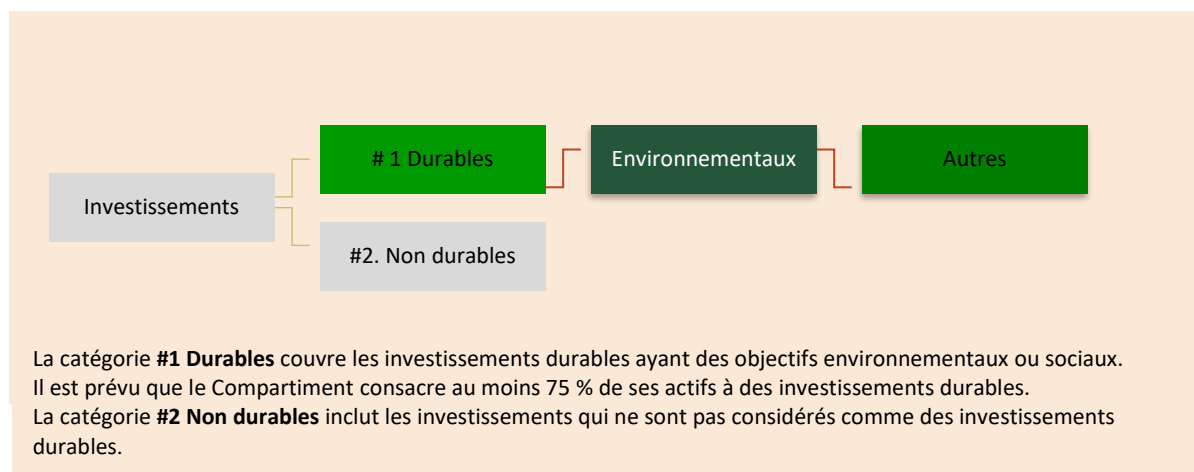 # 1 Durables
Environnementaux
Autres
Investissements
#2. Non durables
La catégorie #1 Durables couvre les investissements durables ayant des objectifs environnementaux ou sociaux.
Il est prévu que le Compartiment consacre au moins 75 % de ses actifs à des investissements durables.
La catégorie #2 Non durables inclut les investissements qui ne sont pas considérés comme des investissements
durables.